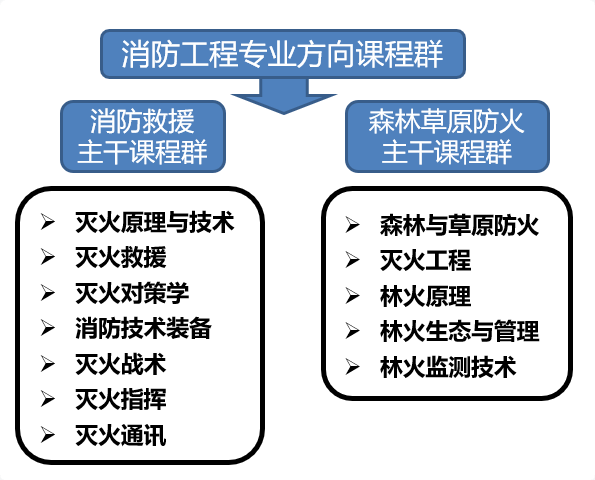 消防工程专业方向课程群
消防救援
主干课程群
灭火原理与技术
灭火救援
灭火对策学
消防技术装备
灭火战术
灭火指挥
灭火通讯
森林草原防火
主干课程群
森林与草原防火
灭火工程
林火原理
林火生态与管理
林火监测技术